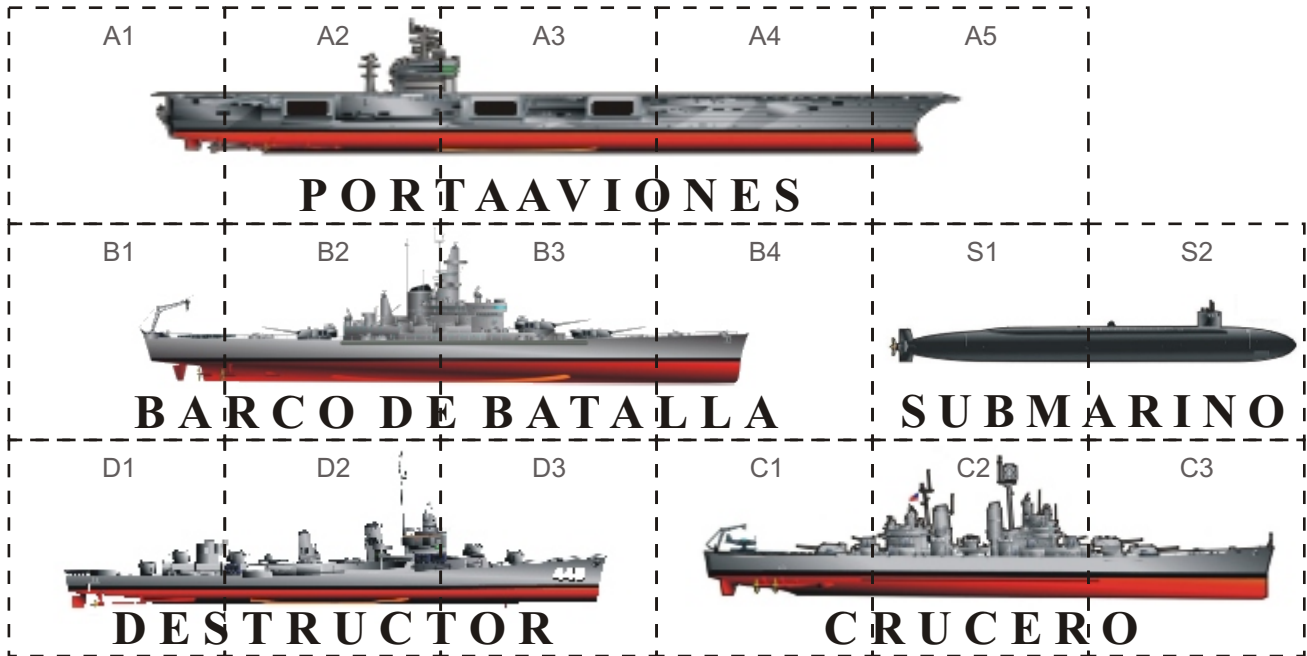 A1 A2 A3 A4 A5
PORTAAVIONES
B1 B2 B3 B4 S1 S2
BARCO DE BATALLA SUBMARINO
D1 D2 D3 C1 C2 C3
DESTRUCTOR CRUCERO